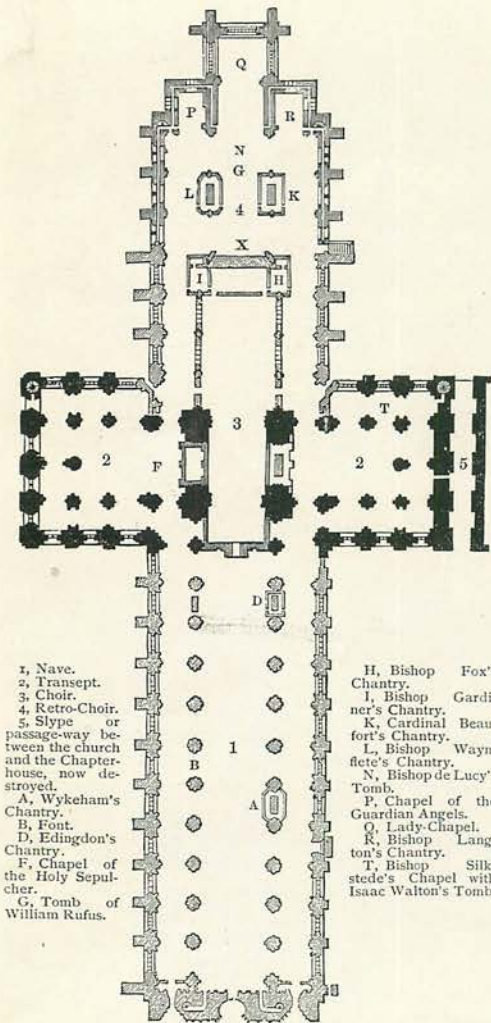 Q
P
R
N
G
L
K
4
X
I
H
T
3
2
F
2
5
D
B
1
A
1, Nave.
2, Transept.
3, Choir.
4, Retro-Choir.
5, Slype or
passage-way be-
tween the church
and the Chapter-
house, now de-
stroyed.
A, Wykeham's
Chantry.
B, Font.
D, Edingdon's
Chantry.
F, Chapel of
the Holy Sepul-
cher.
G, Tomb of
William Rufus.
H, Bishop Fox'
Chantry.
I, Bishop Gardi
ner's Chantry.
K, Cardinal Beau
fort's Chantry.
L, Bishop Wayn
flete's Chantry.
N, Bishop de Lucy'
Tomb.
P, Chapel of the
Guardian Angels.
Q, Lady-Chapel.
R, Bishop Lang
ton's Chantry.
T, Bishop Silk
stede's Chapel with
Isaac Walton's Tomb